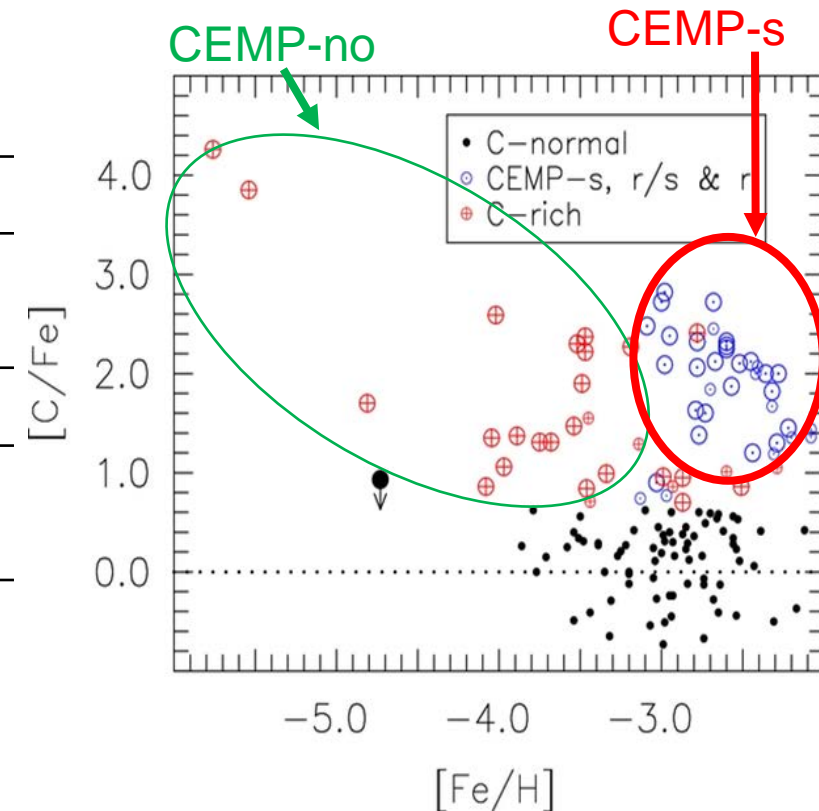 CEMP-no
CEMP-s
C-normal
CEMP-s, r/s & r
C-rich
4.0
3.0
2.0
1.0
0.0
[C/Fe]
−5.0 −4.0 −3.0
[Fe/H]